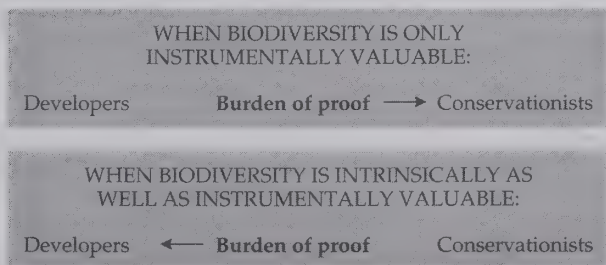 WHEN BIODIVERSITY IS ONLY
INSTRUMENTALLY VALUABLE:
Developers Burden of proof → Conservationists
WHEN BIODIVERSITY IS INTRINSICALLY AS
WELL AS INSTRUMENTALLY VALUABLE:
Developers ← Burden of proof Conservationists